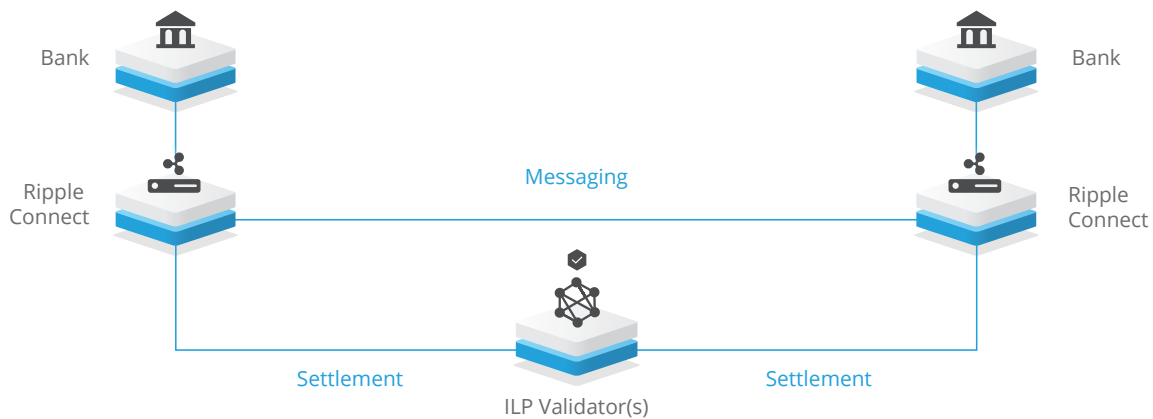 Bank
Bank
Messaging
Ripple
Connect
Ripple
Connect
Settlement
Settlement
ILP Validator(s)